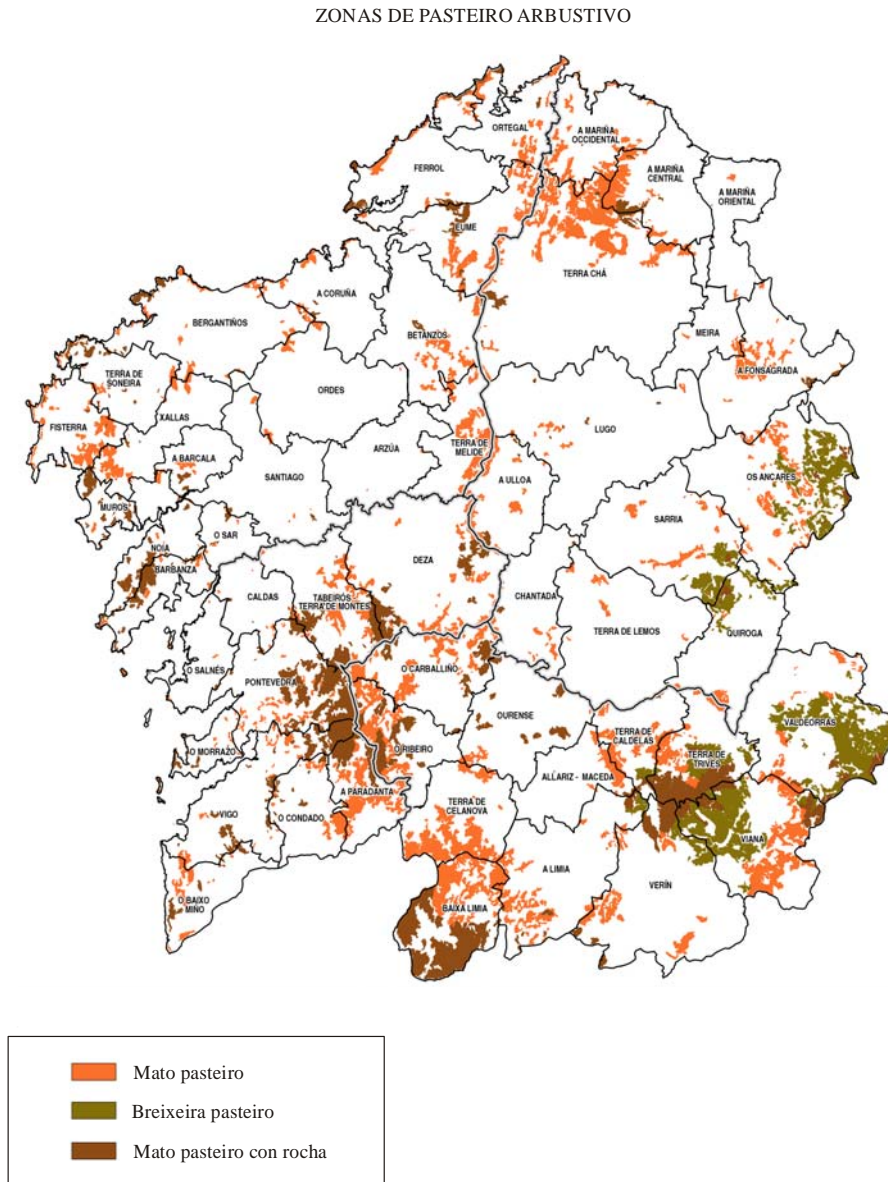 ZONAS DE PASTEIRO ARBUSTIVO
ORTEGAL
A MARIÑA
OCCIDENTAL
FERROL
A MARIÑA
CENTRAL
A MARIÑA
ORIENTAL
EUME
TERRA CHÁ
A CORUÑA
BERGANTIÑOS
BETANZOS
MEIRA
TERRA DE
SONEIRA
A FONSAGRADA
ORDES
XALLAS
FISTERRA
LUGO
ARZÚA
TERRA DE
MELIDE
A BARCALA
SANTIAGO
A ULLOA
OS ANCARES
MUROS
SARRIA
O SAR
NOIA
DEZA
BARBANZA
CALDAS
TABEIRÓS
TERRA DE MONTES
CHANTADA
TERRA DE LEMOS
QUIROGA
O SALNÉS
O CARBALLIÑO
PONTEVEDRA
OURENSE
VALDEORRAS
TERRA DE
CALDELAS
O MORRAZO
O RIBEIRO
TERRA DE
TRIVES
ALLARIZ - MACEDA
A PARADANTA
TERRA DE
CELANOVA
VIGO
O CONDADO
VIANA
A LIMIA
VERÍN
O BAIXO
MIÑO
BAIXA LIMIA
Mato pasteiro
Breixeira pasteiro
Mato pasteiro con rocha